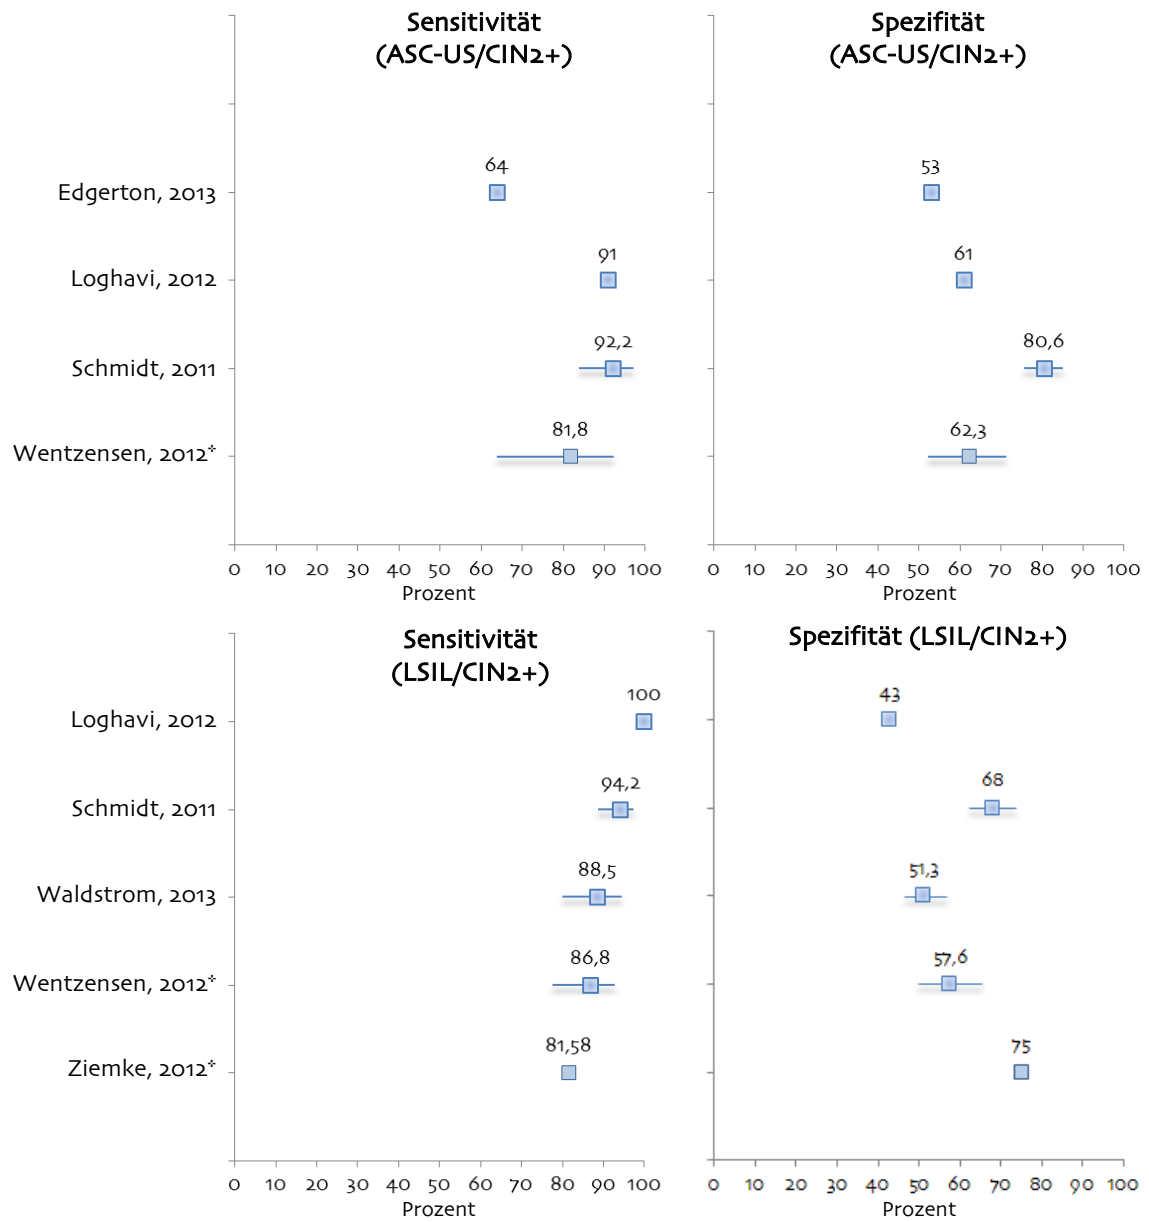 Sensitivität
(ASC-US/CIN2+)
Spezifität
(ASC-US/CIN2+)
64
53
Edgerton, 2013
91
61
Loghavi, 2012
92,2
80,6
Schmidt, 2011
81,8
62,3
Wentzensen, 2012*
0 10 20 30 40 50 60 70 80 90 100
Prozent
0 10 20 30 40 50 60 70 80 90 100
Prozent
Sensitivität
(LSIL/CIN2+)
Spezifität (LSIL/CIN2+)
100
43
Loghavi, 2012
94,2
68
Schmidt, 2011
88,5
51,3
Waldstrom, 2013
86,8
57,6
Wentzensen, 2012*
81,58
75
Ziemke, 2012*
0 10 20 30 40 50 60 70 80 90 100
Prozent
0 10 20 30 40 50 60 70 80 90 100
Prozent